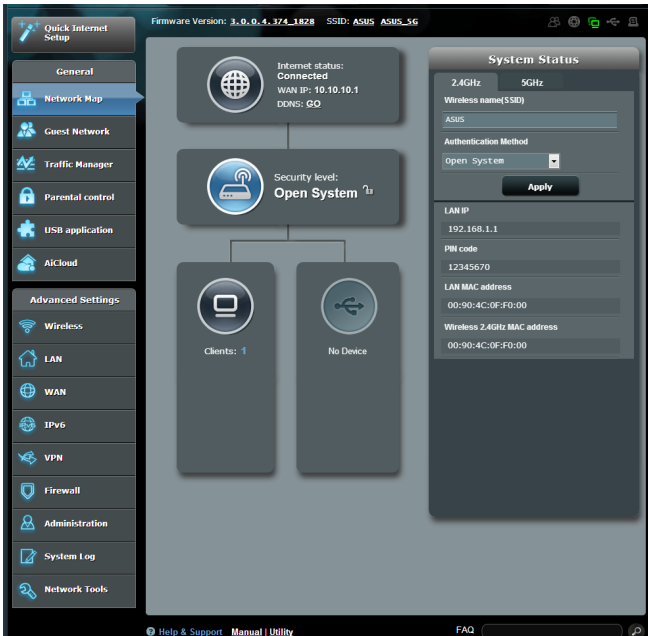 Quick Internet
Setup
Firmware Version: 3.0.0.4.374_1828 SSID: ASUS ASUS_5G
General
Network Map
Guest Network
Traffic Manager
Parental control
USB application
AiCloud
Advanced Settings
Wireless
LAN
WAN
IPv6
VPN
Firewall
Administration
System Log
Network Tools
Internet status:
Connected
WAN IP: 10.10.10.1
DDNS: GO
Security level:
Open System
Clients: 1
No Device
System Status
2.4GHz 5GHz
Wireless name(SSID)
ASUS
Authentication Method
Open System
Apply
LAN IP
192.168.1.1
PIN code
12345670
LAN MAC address
00:90:4C:0F:F0:00
Wireless 2.4GHz MAC address
00:90:4C:0F:F0:00
Help & Support Manual | Utility FAQ